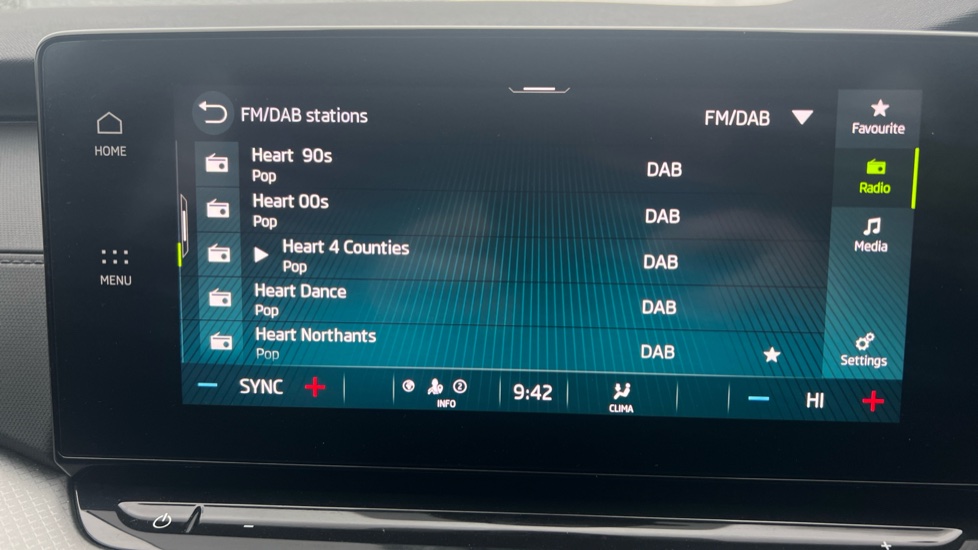 FM/DAB stations
FM/DAB
Favourite
HOME
Heart 90s
Pop
DAB
Radio
Heart 00s
Pop
DAB
Media
Heart 4 Counties
Pop
DAB
MENU
Heart Dance
Pop
DAB
Heart Northants
Pop
DAB
Settings
− SYNC +
2
INFO
9:42
CLIMA
− HI +
−
+